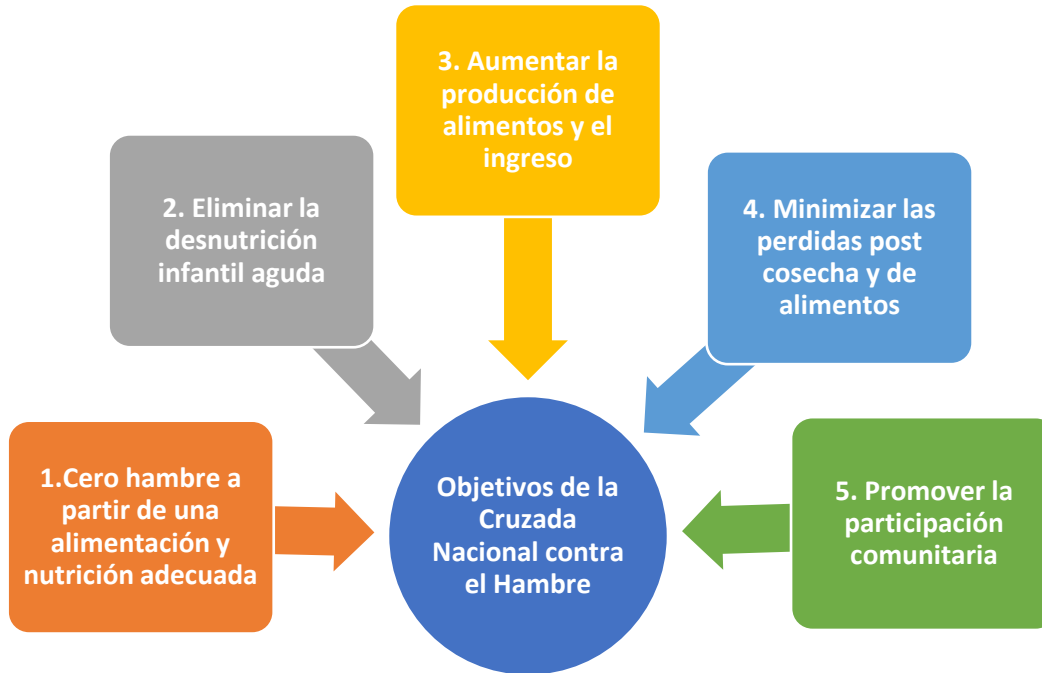 3. Aumentar la
producción de
alimentos y el
ingreso
2. Eliminar la
desnutrición
infantil aguda
4. Minimizar las
perdidas post
cosecha y de
alimentos
1.Cero hambre a
partir de una
alimentación y
nutrición adecuada
Objetivos de la
Cruzada
Nacional contra
el Hambre
5. Promover la
participación
comunitaria